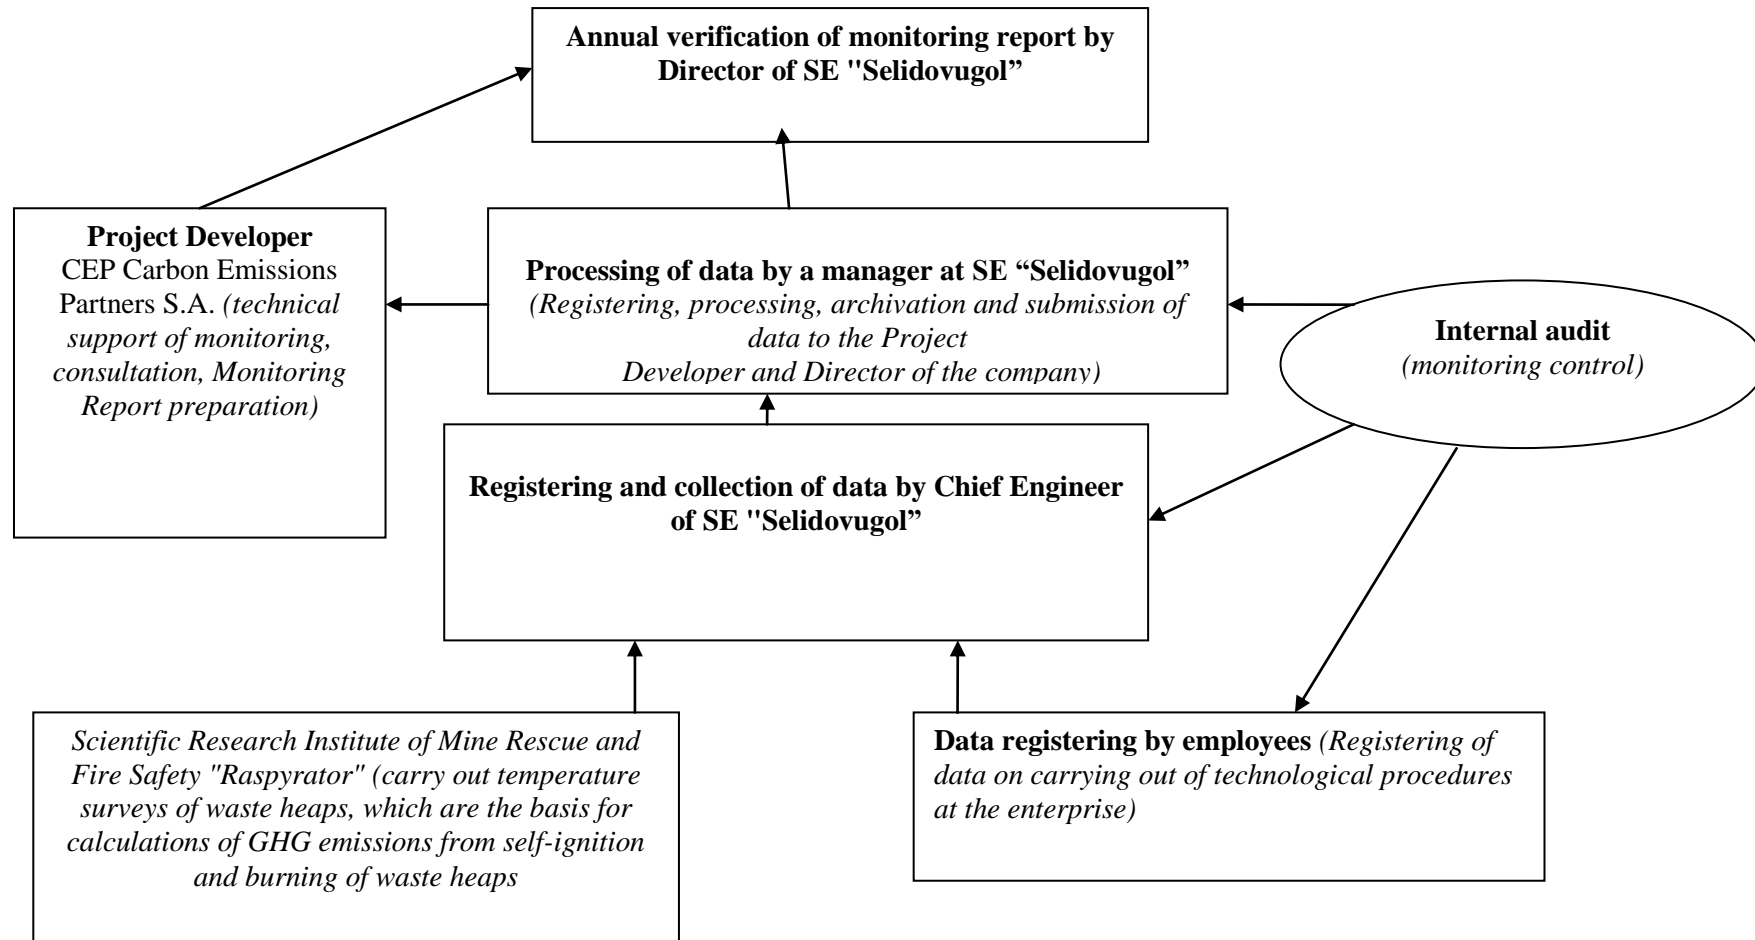 Annual verification of monitoring report by
Director of SE "Selidovugol”
Project Developer
CEP Carbon Emissions
Partners S.A. (technical
support of monitoring,
consultation, Monitoring
Report preparation)
Processing of data by a manager at SE “Selidovugol”
(Registering, processing, archivation and submission of
data to the Project
Developer and Director of the company)
Internal audit
(monitoring control)
Registering and collection of data by Chief Engineer
of SE "Selidovugol”
Scientific Research Institute of Mine Rescue and
Fire Safety "Raspyrator" (carry out temperature
surveys of waste heaps, which are the basis for
calculations of GHG emissions from self-ignition
and burning of waste heaps
Data registering by employees (Registering of
data on carrying out of technological procedures
at the enterprise)